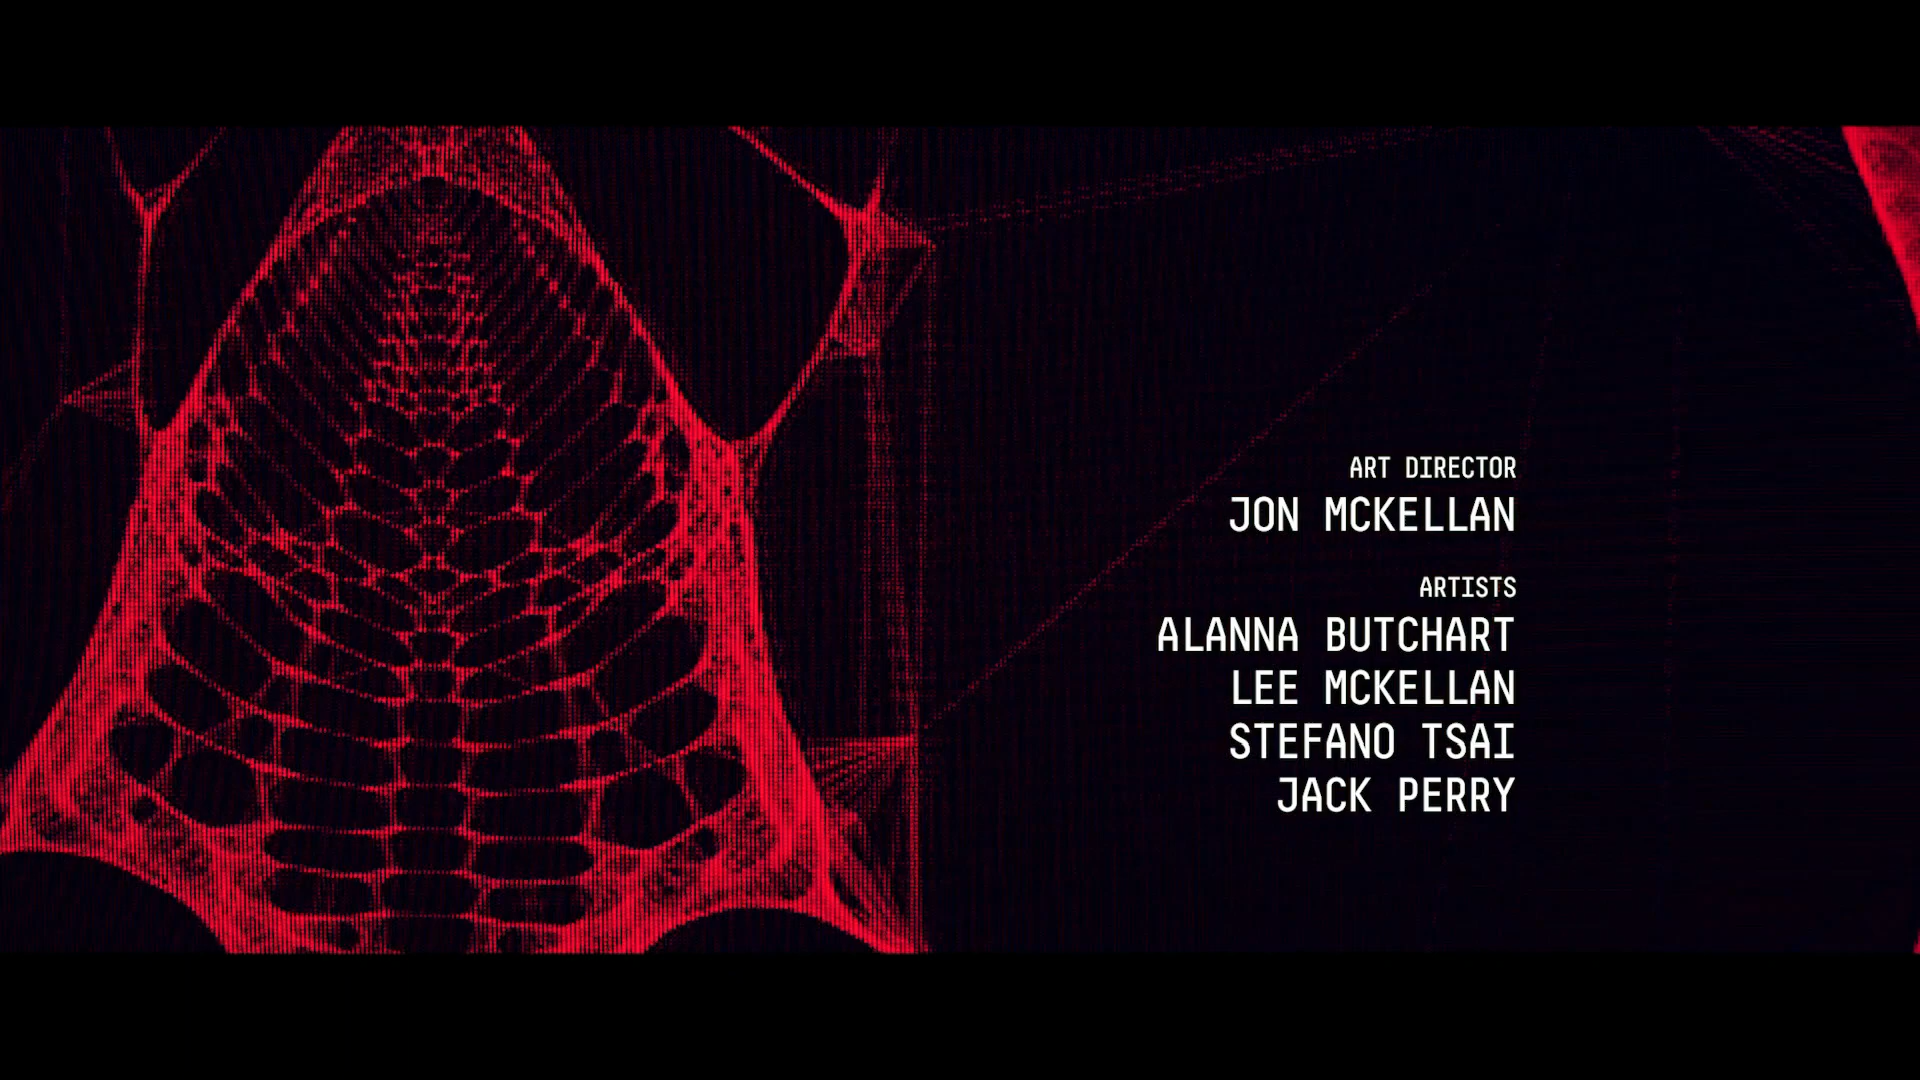 ART DIRECTOR
JON MCKELLAN
ARTISTS
ALANNA BUTCHART
LEE MCKELLAN
STEFANO TSAI
JACK PERRY